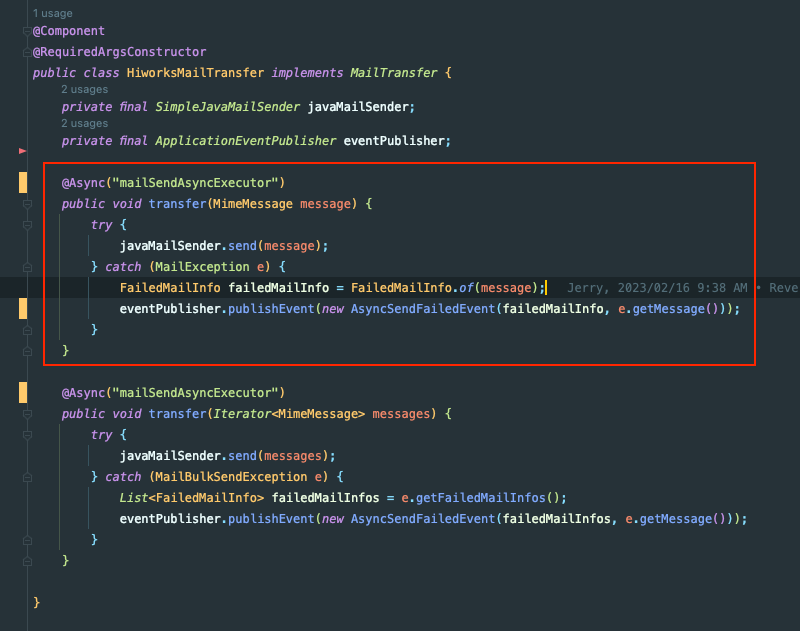 1 usage
@Component
@RequiredArgsConstructor
public class HiworksMailTransfer implements MailTransfer {
2 usages
private final SimpleJavaMailSender javaMailSender;
2 usages
private final ApplicationEventPublisher eventPublisher;
@Async("mailSendAsyncExecutor")
public void transfer(MimeMessage message) {
try {
javaMailSender.send(message);
} catch (MailException e) {
FailedMailInfo failedMailInfo = FailedMailInfo.of(message); Jerry, 2023/02/16 9:38 AM • Reve
eventPublisher.publishEvent(new AsyncSendFailedEvent(failedMailInfo, e.getMessage()));
}
}
@Async("mailSendAsyncExecutor")
public void transfer(Iterator<MimeMessage> messages) {
try {
javaMailSender.send(messages);
} catch (MailBulkSendException e) {
List<FailedMailInfo> failedMailInfos = e.getFailedMailInfos();
eventPublisher.publishEvent(new AsyncSendFailedEvent(failedMailInfos, e.getMessage()));
}
}
}